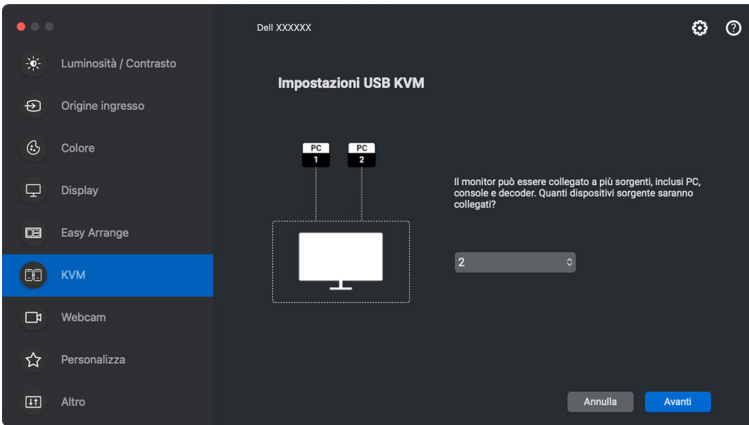 Dell XXXXXX
Luminosità / Contrasto
Origine ingresso
Colore
Display
Easy Arrange
KVM
Webcam
Personalizza
Altro
Impostazioni USB KVM
PC
1
PC
2
Il monitor può essere collegato a più sorgenti, inclusi PC,
console e decoder. Quanti dispositivi sorgente saranno
collegati?
2
Annulla
Avanti